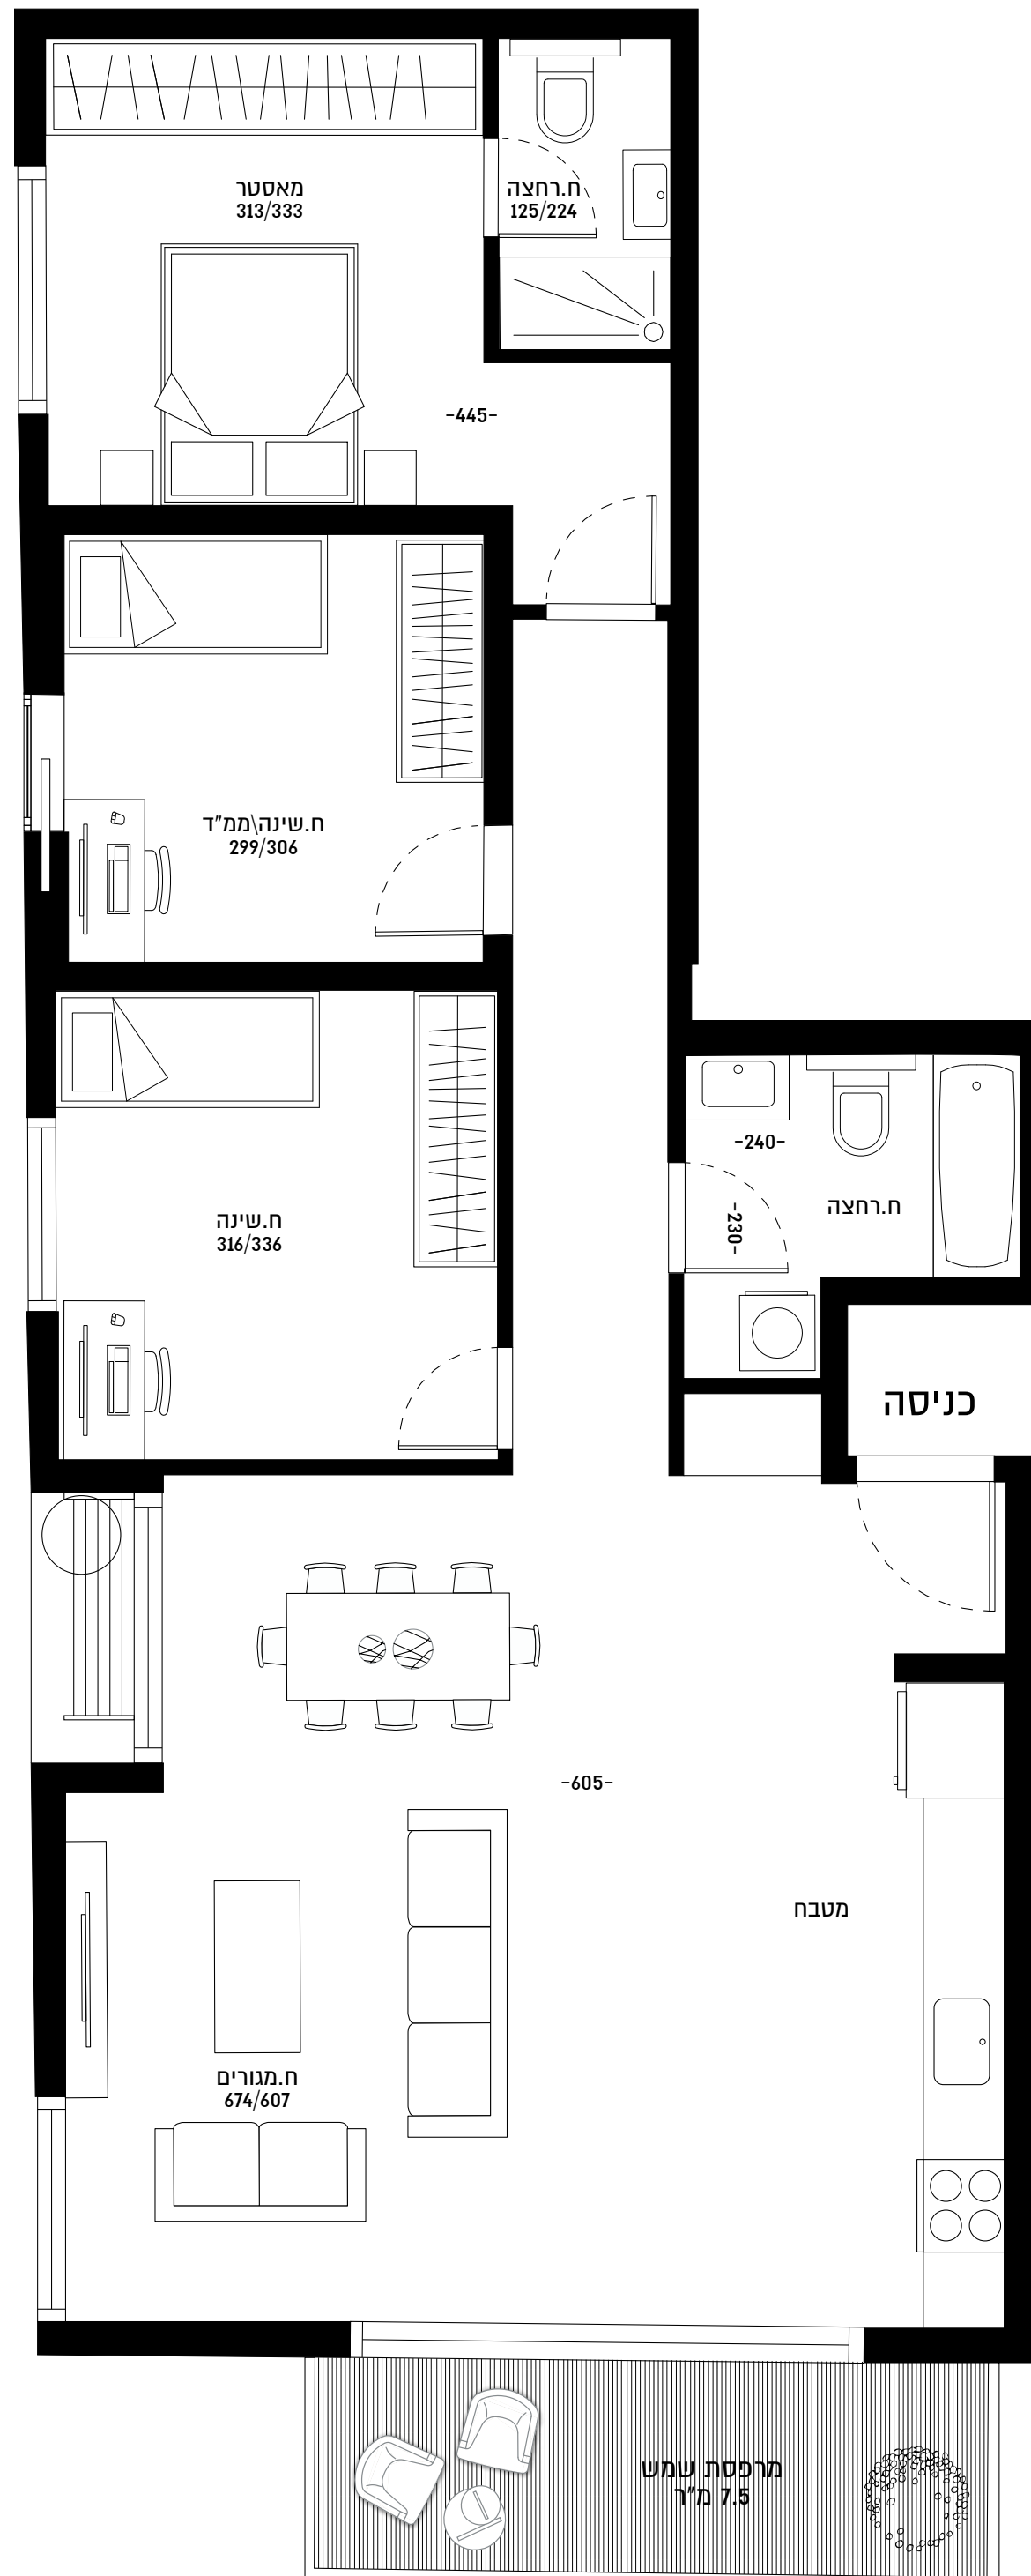 מאסטר
313/333
ח.רחצה
125/224
-445-
ח.שינה\ממ"ד
299/306
-240-
ח.רחצה
-230-
ח.שינה
316/336
כניסה
-605-
מטבח
ח.מגורים
674/607
מרפסת שמש
7.5 מ"ר